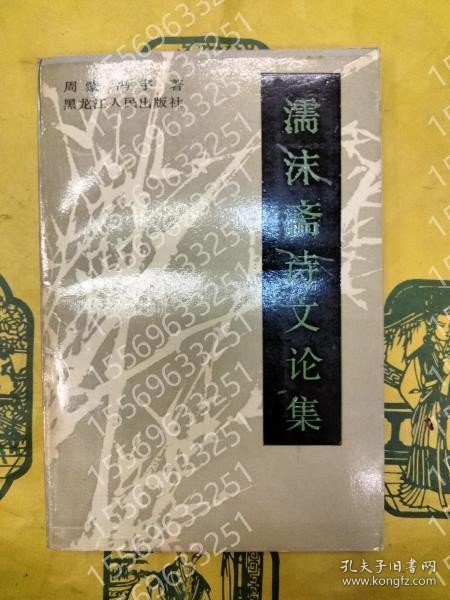 周蒙 冯宇 著
黑龙江人民出版社
濡沫斋诗文论集
15569633251
孔夫子旧书网
www.kongfz.com